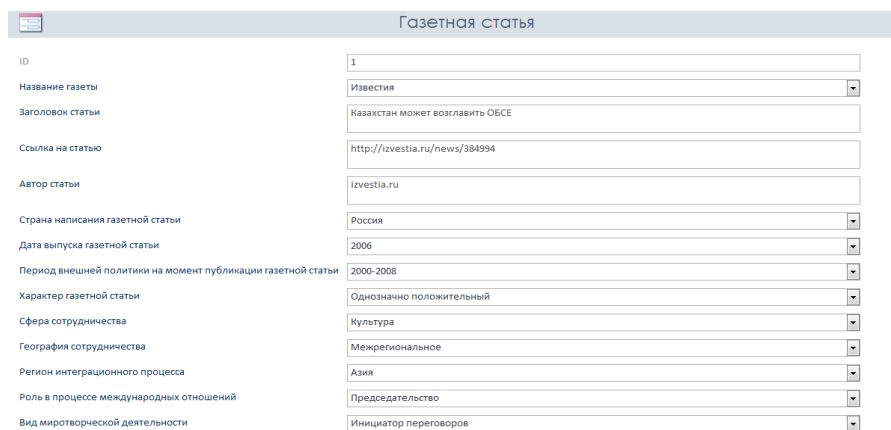 Газетная статья
ID 1
Название газеты Известия
Заголовок статьи Казахстан может возглавить ОБСЕ
Ссылка на статью http://izvestia.ru/news/384994
Автор статьи izvestia.ru
Страна написания газетной статьи Россия
Дата выпуска газетной статьи 2006
Период внешней политики на момент публикации газетной статьи 2000-2008
Характер газетной статьи Однозначно положительный
Сфера сотрудничества Культура
География сотрудничества Межрегиональное
Регион интеграционного процесса Азия
Роль в процессе международных отношений Председательство
Вид миротворческой деятельности Инициатор переговоров